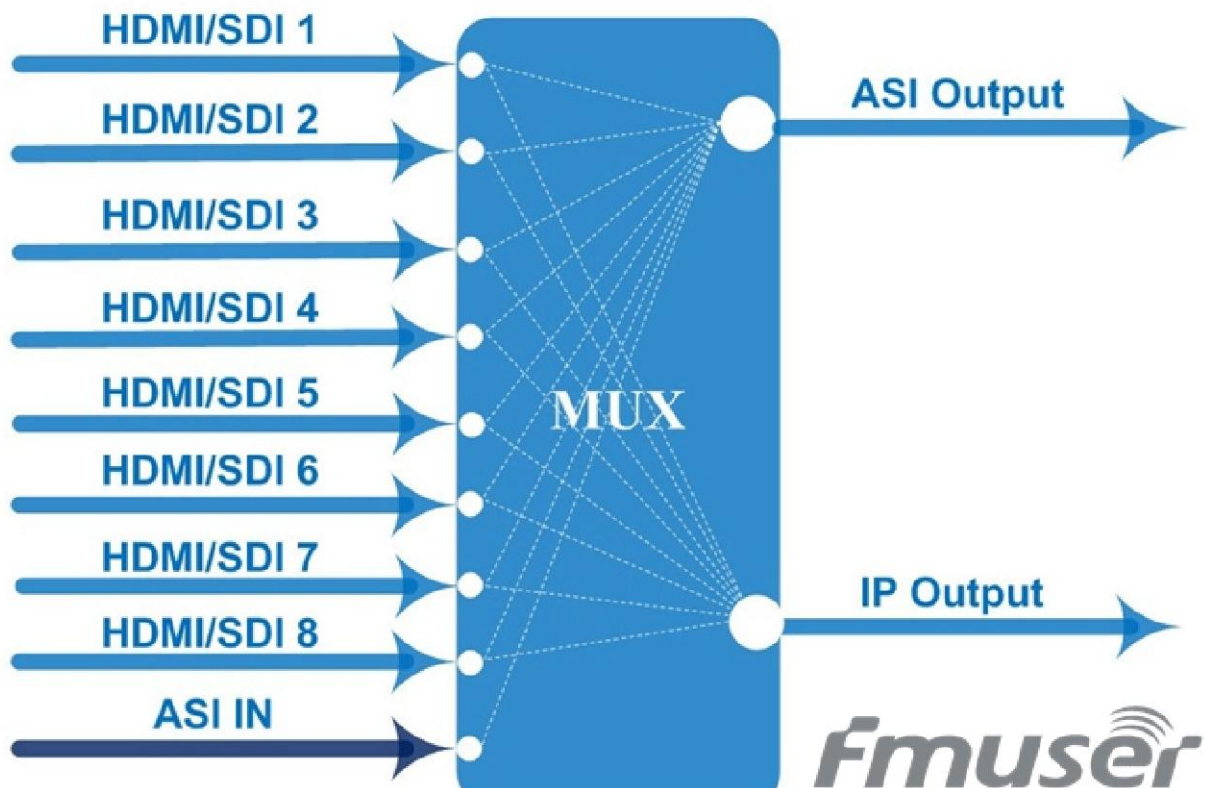 HDMI/SDI 1
HDMI/SDI 2
HDMI/SDI 3
HDMI/SDI 4
HDMI/SDI 5
HDMI/SDI 6
HDMI/SDI 7
HDMI/SDI 8
ASI IN
MUX
ASI Output
IP Output
Fmuser